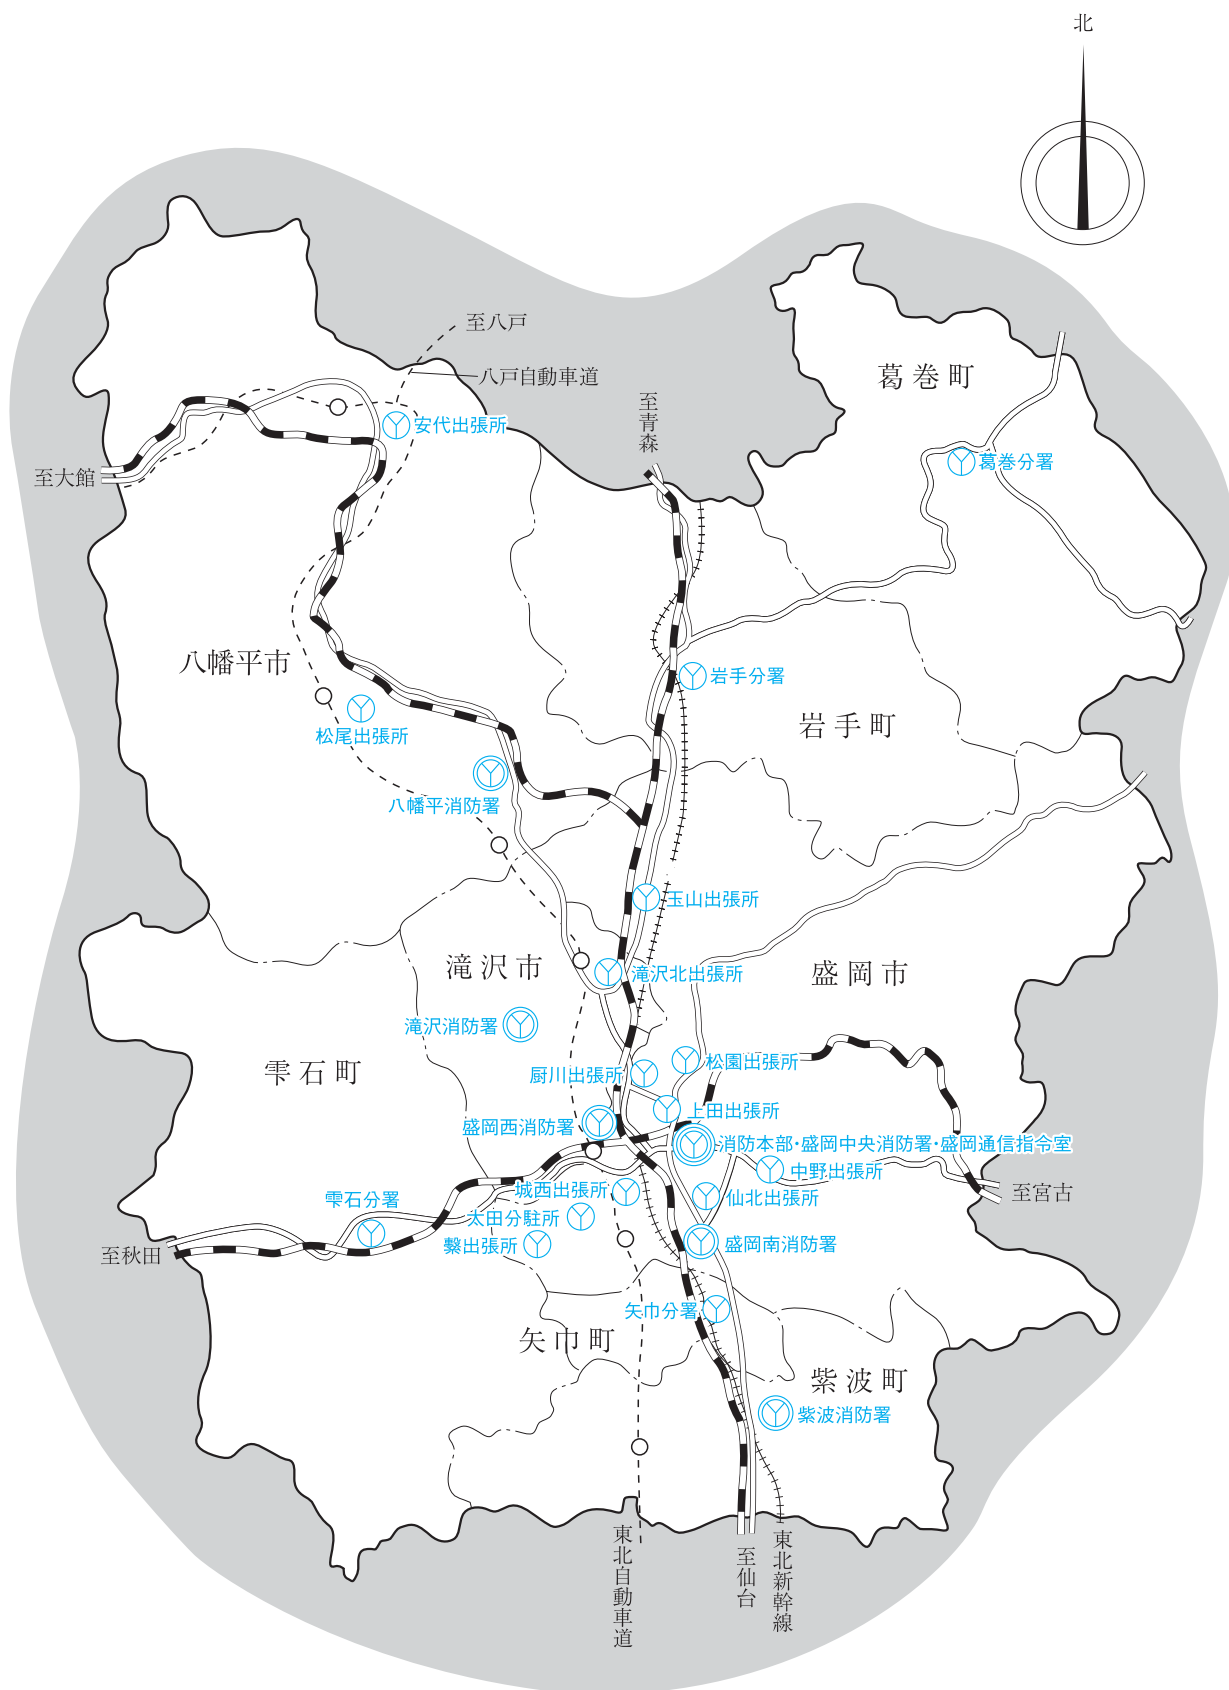 北
至八戸
八戸自動車道
葛巻町
至青森
安代出張所
葛巻分署
至大館
八幡平市
岩手分署
岩手町
松尾出張所
八幡平消防署
玉山出張所
滝沢市
滝沢北出張所
盛岡市
滝沢消防署
雫石町
厨川出張所
松園出張所
上田出張所
盛岡西消防署
消防本部・盛岡中央消防署・盛岡通信指令室
中野出張所
城西出張所
仙北出張所
至宮古
雫石分署
太田分駐所
繫出張所
盛岡南消防署
至秋田
矢巾分署
矢巾町
紫波町
紫波消防署
東北自動車道
至仙台
東北新幹線